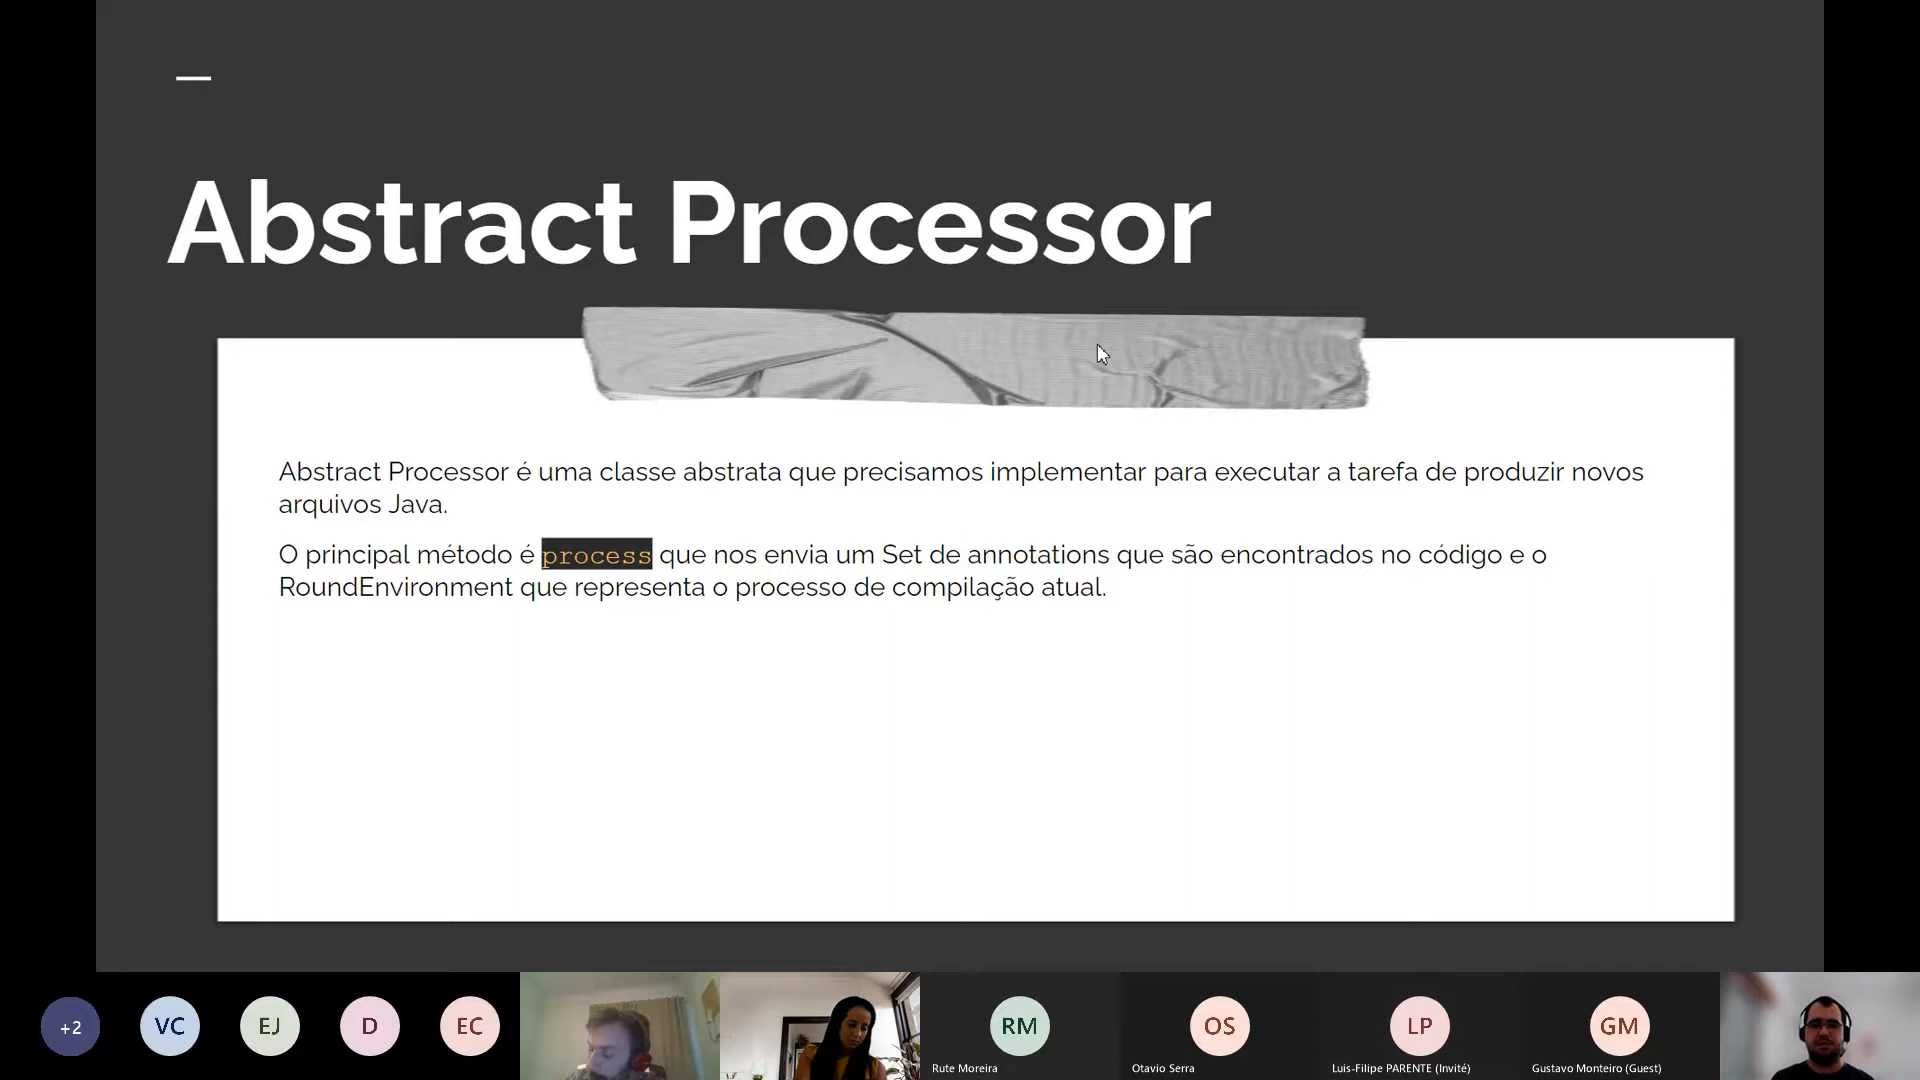 Abstract Processor
Abstract Processor é uma classe abstrata que precisamos implementar para executar a tarefa de produzir novos
arquivos Java.
O principal método é process que nos envia um Set de annotations que são encontrados no código e o
RoundEnvironment que representa o processo de compilação atual.
+2
VC
EJ
D
EC
RM
OS
LP
GM
Rute Moreira
Otavio Serra
Luis-Filipe PARENTE (Invité)
Gustavo Monteiro (Guest)